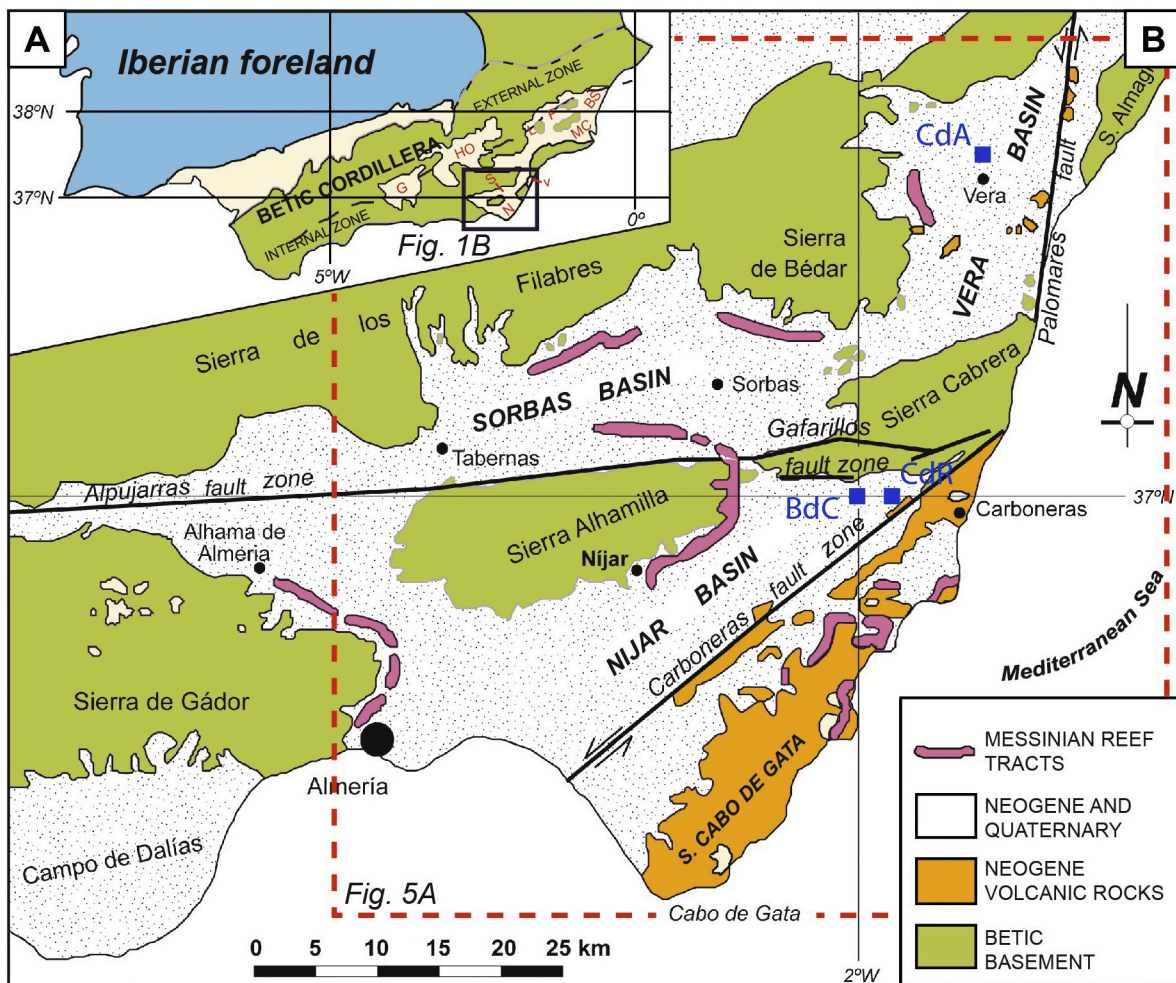 A
Iberian foreland
B
38ºN
37ºN
EXTERNAL ZONE
BETIC CORDILLERA
INTERNAL ZONE
HO
G
F
BS
MC
ST
N
V
5ºW
0º
Fig. 1B
S. Almagr
CdA
BASIN
fault
Vera
Sierra
de Bédar
VERA
Palomares
Filabres
Sierra de los
N
SORBAS BASIN
Sorbas
Sierra Cabrera
Gafarillos
fault zone
Tabernas
Alpujarras fault zone
CdR
37ºN
BdC
Carboneras
Alhama de
Almería
Sierra Alhamilla
Níjar
NIJAR BASIN
Carboneras fault zone
Mediterranean Sea
Sierra de Gádor
Almería
S. CABO DE GATA
Campo de Dalías
Fig. 5A
Cabo de Gata
0 5 10 15 20 25 km
2ºW
MESSINIAN REEF
TRACTS
NEOGENE AND
QUATERNARY
NEOGENE
VOLCANIC ROCKS
BETIC
BASEMENT